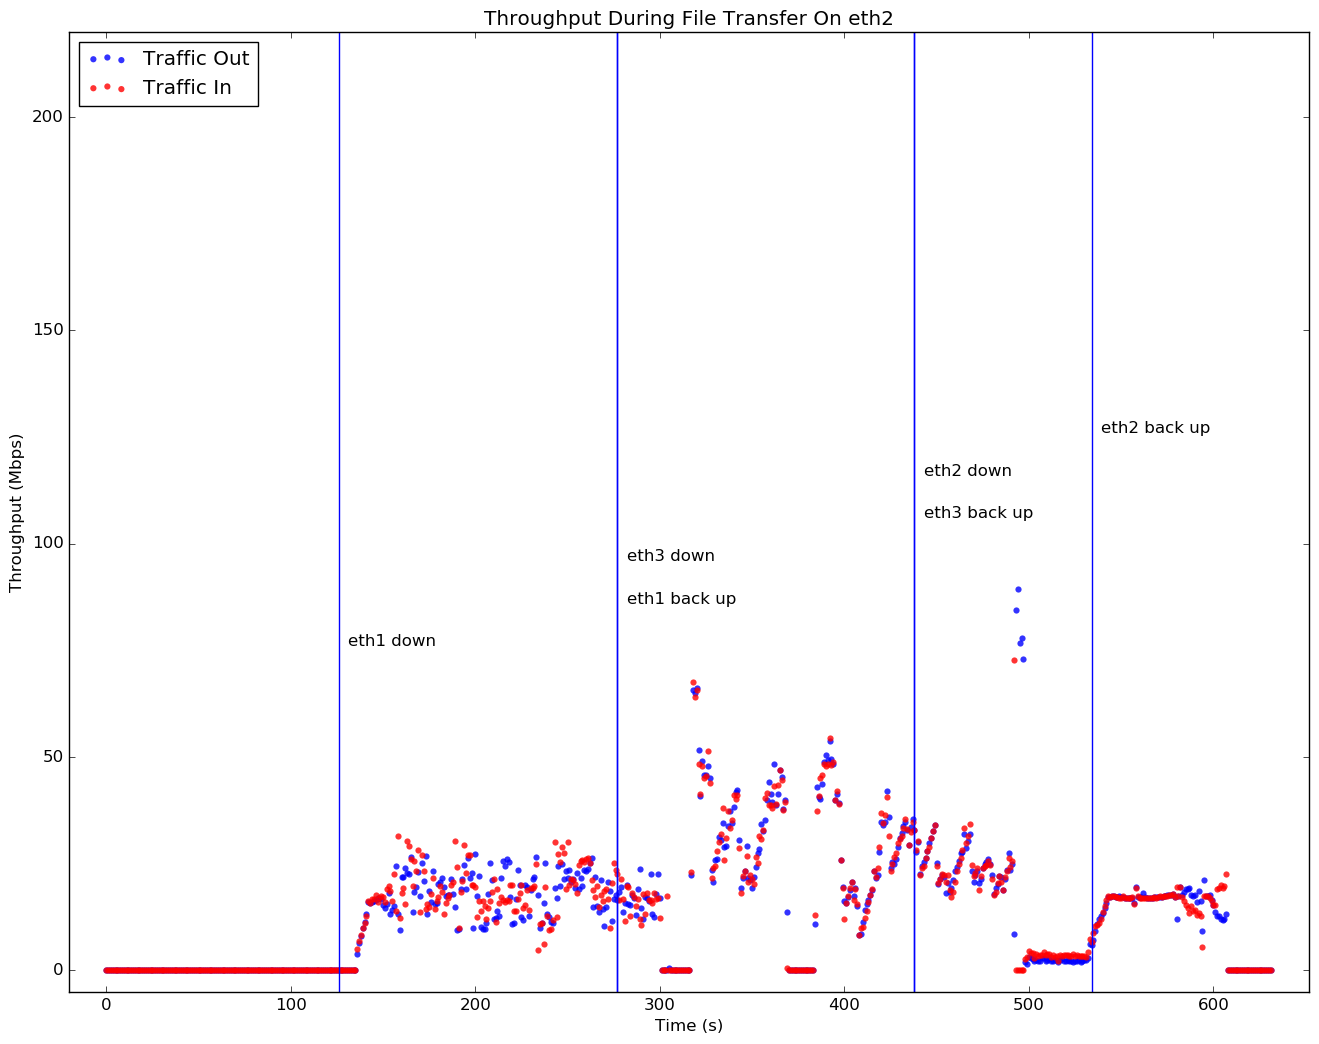 Throughput During File Transfer On eth2
Traffic Out
Traffic In
200
150
100
50
0
Throughput (Mbps)
eth1 down
eth3 down
eth1 back up
eth2 down
eth3 back up
eth2 back up
0 100 200 300 400 500 600
Time (s)